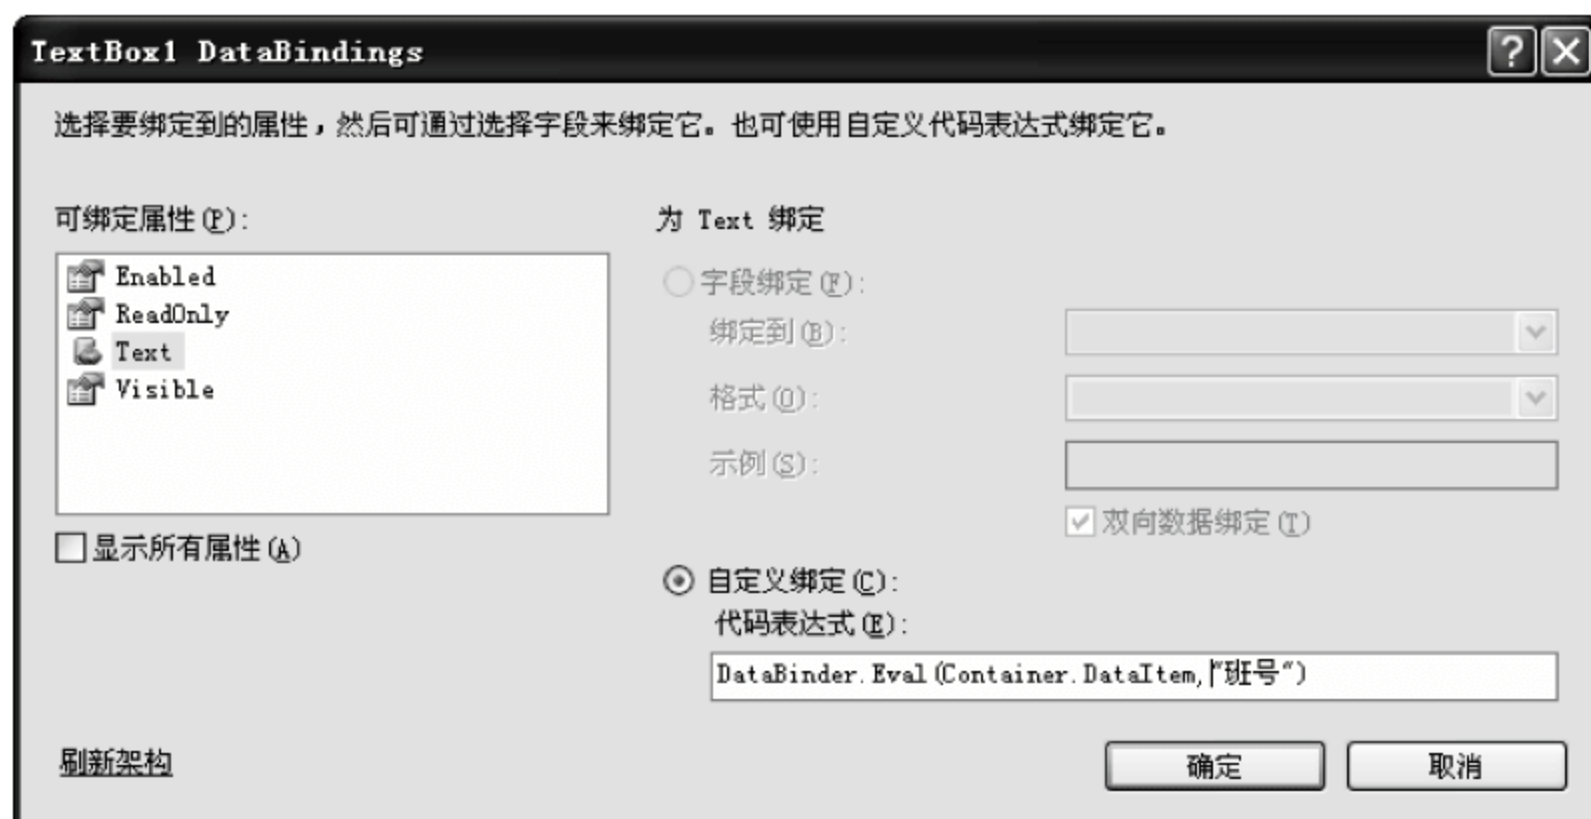 TextBox1 DataBindings
选择要绑定到的属性，然后可通过选择字段来绑定它。也可使用自定义代码表达式绑定它。
可绑定属性(P)：
Enabled
ReadOnly
Text
Visible
显示所有属性(A)
为 Text 绑定
字段绑定(F)：
绑定到(B)：
格式(O)：
示例(S)：
双向数据绑定(T)
自定义绑定(C)：
代码表达式(E)：
DataBinder.Eval(Container.DataItem,"班号")
刷新架构
确定
取消